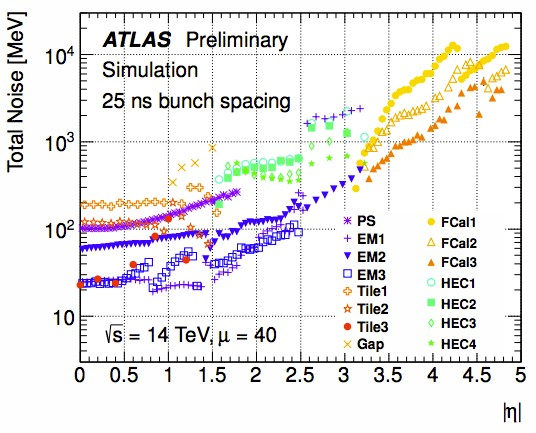 Total Noise [MeV]
ATLAS Preliminary
Simulation
25 ns bunch spacing
10⁴
10³
10²
10
PS
EM1
EM2
EM3
Tile1
Tile2
Tile3
Gap
FCal1
FCal2
FCal3
HEC1
HEC2
HEC3
HEC4
√s = 14 TeV, μ = 40
0 0.5 1 1.5 2 2.5 3 3.5 4 4.5 5
|η|